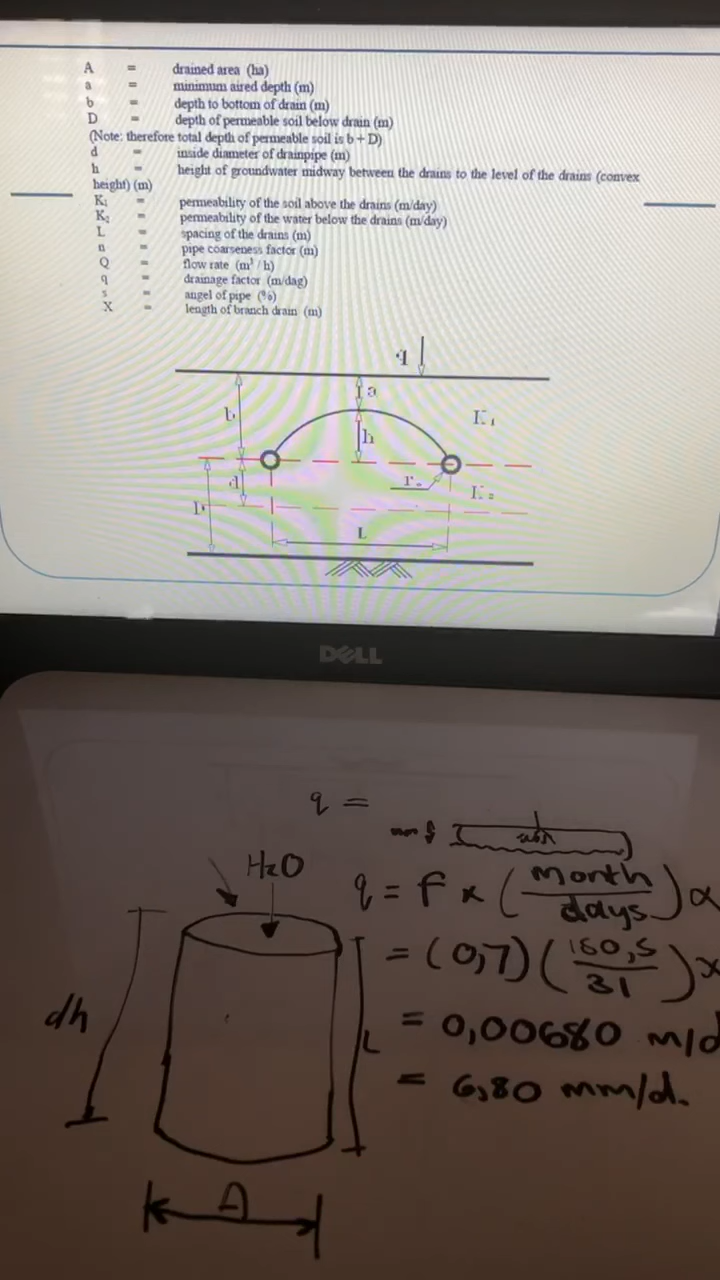 A = drained area (ha)
a = minimum aired depth (m)
b = depth to bottom of drain (m)
D = depth of permeable soil below drain (m)
(Note: therefore total depth of permeable soil is b + D)
d = inside diameter of drainpipe (m)
h = height of groundwater midway between the drains to the level of the drains (convex
height) (m)
K₁ = permeability of the soil above the drains (m/day)
K₂ = permeability of the water below the drains (m/day)
L = spacing of the drains (m)
n = pipe coarseness factor (m)
Q = flow rate (m³ / h)
q = drainage factor (m/dag)
s = angel of pipe (%)
X = length of branch drain (m)
q
a
b
h
K₁
d
r₀
K₂
D
L
DELL
q =
H₂O
q = f × (month/days) ×
= (0,7) (180,5/31) ×
dh
L
= 0,00680 m/d
= 6,80 mm/d.
A